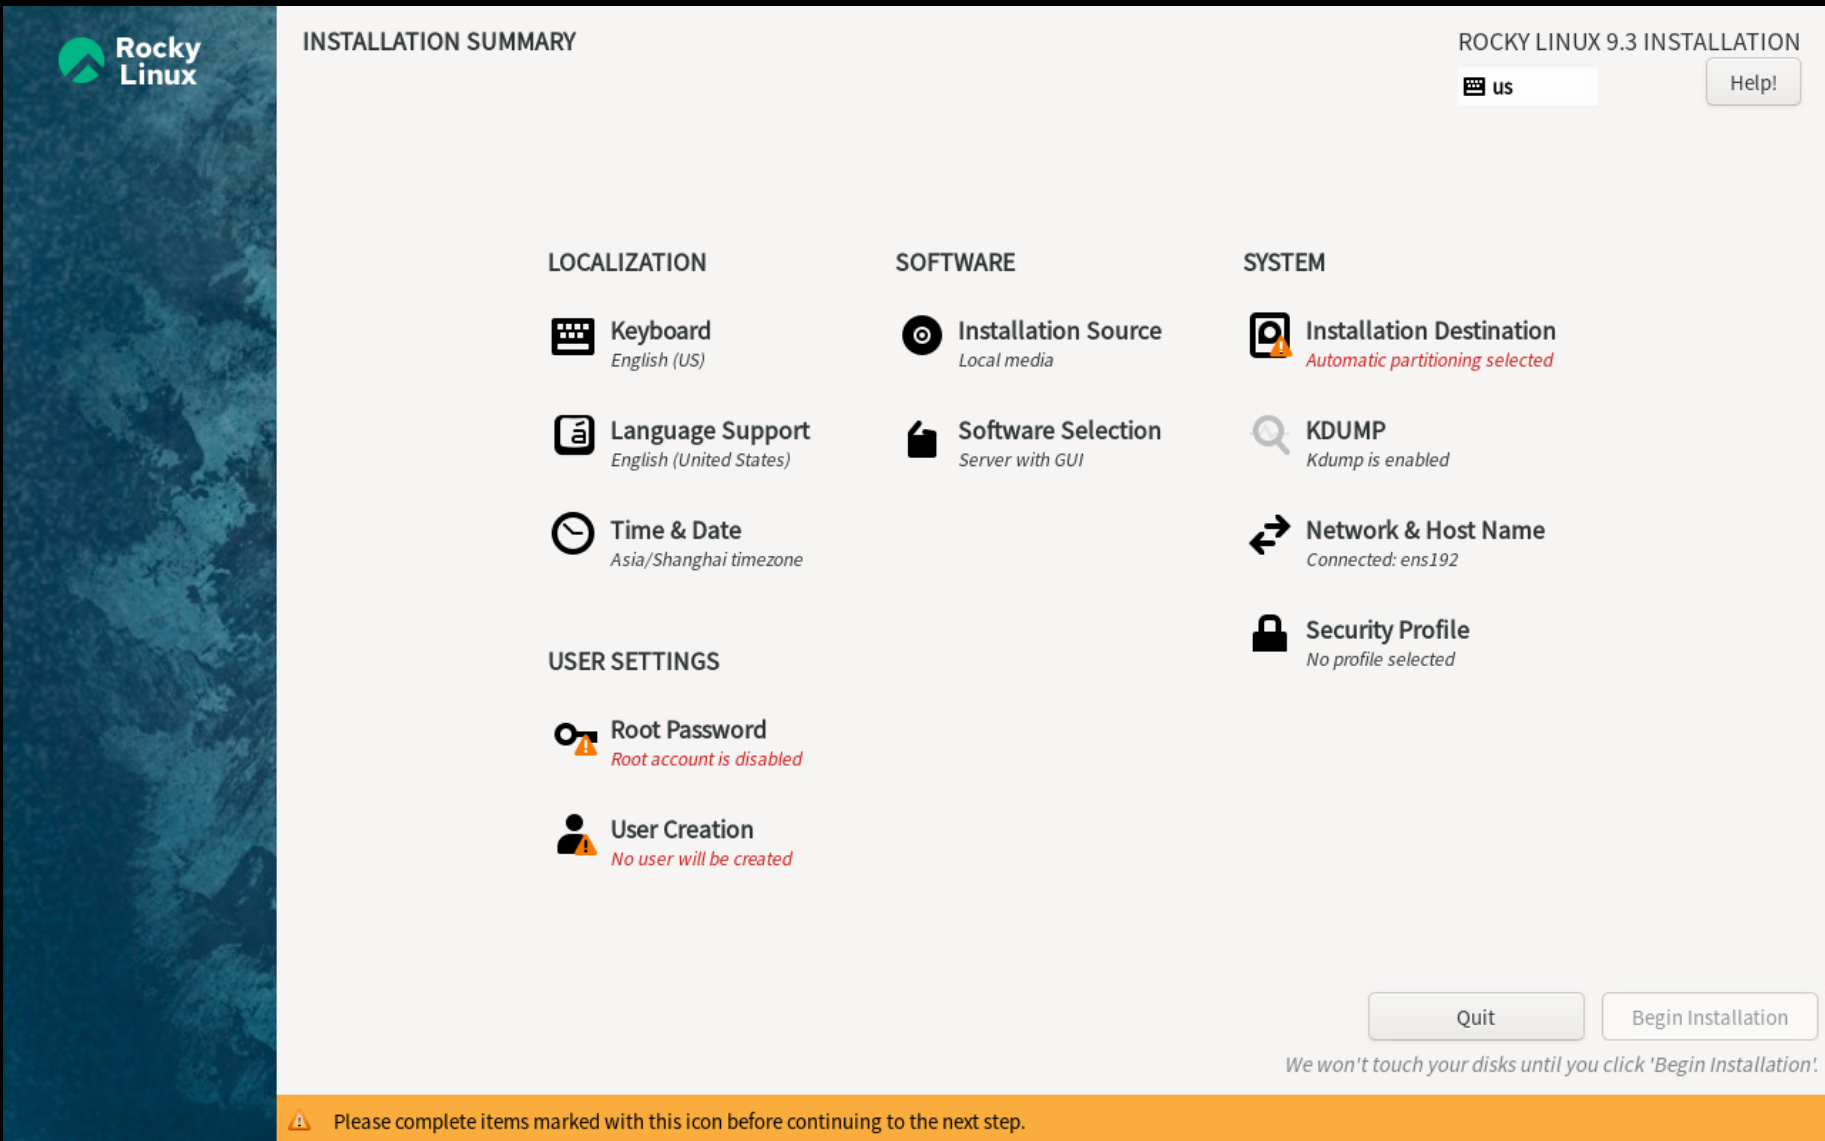 Rocky
Linux
INSTALLATION SUMMARY
ROCKY LINUX 9.3 INSTALLATION
us
Help!
LOCALIZATION
Keyboard
English (US)
Language Support
English (United States)
Time & Date
Asia/Shanghai timezone
SOFTWARE
Installation Source
Local media
Software Selection
Server with GUI
SYSTEM
Installation Destination
Automatic partitioning selected
KDUMP
Kdump is enabled
Network & Host Name
Connected: ens192
Security Profile
No profile selected
USER SETTINGS
Root Password
Root account is disabled
User Creation
No user will be created
Quit
Begin Installation
We won't touch your disks until you click 'Begin Installation'.
Please complete items marked with this icon before continuing to the next step.